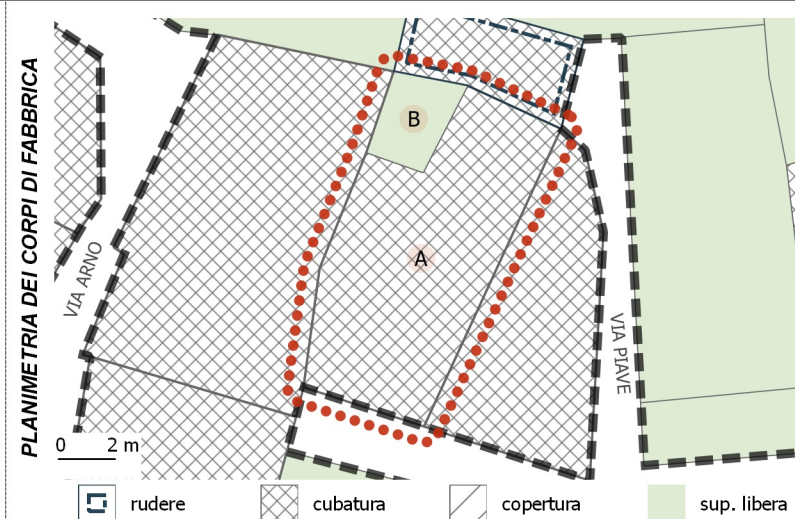 PLANIMETRIA DEI CORPI DI FABBRICA
B
A
VIA ARNO
VIA PIAVE
0 2 m
rudere cubatura copertura sup. libera